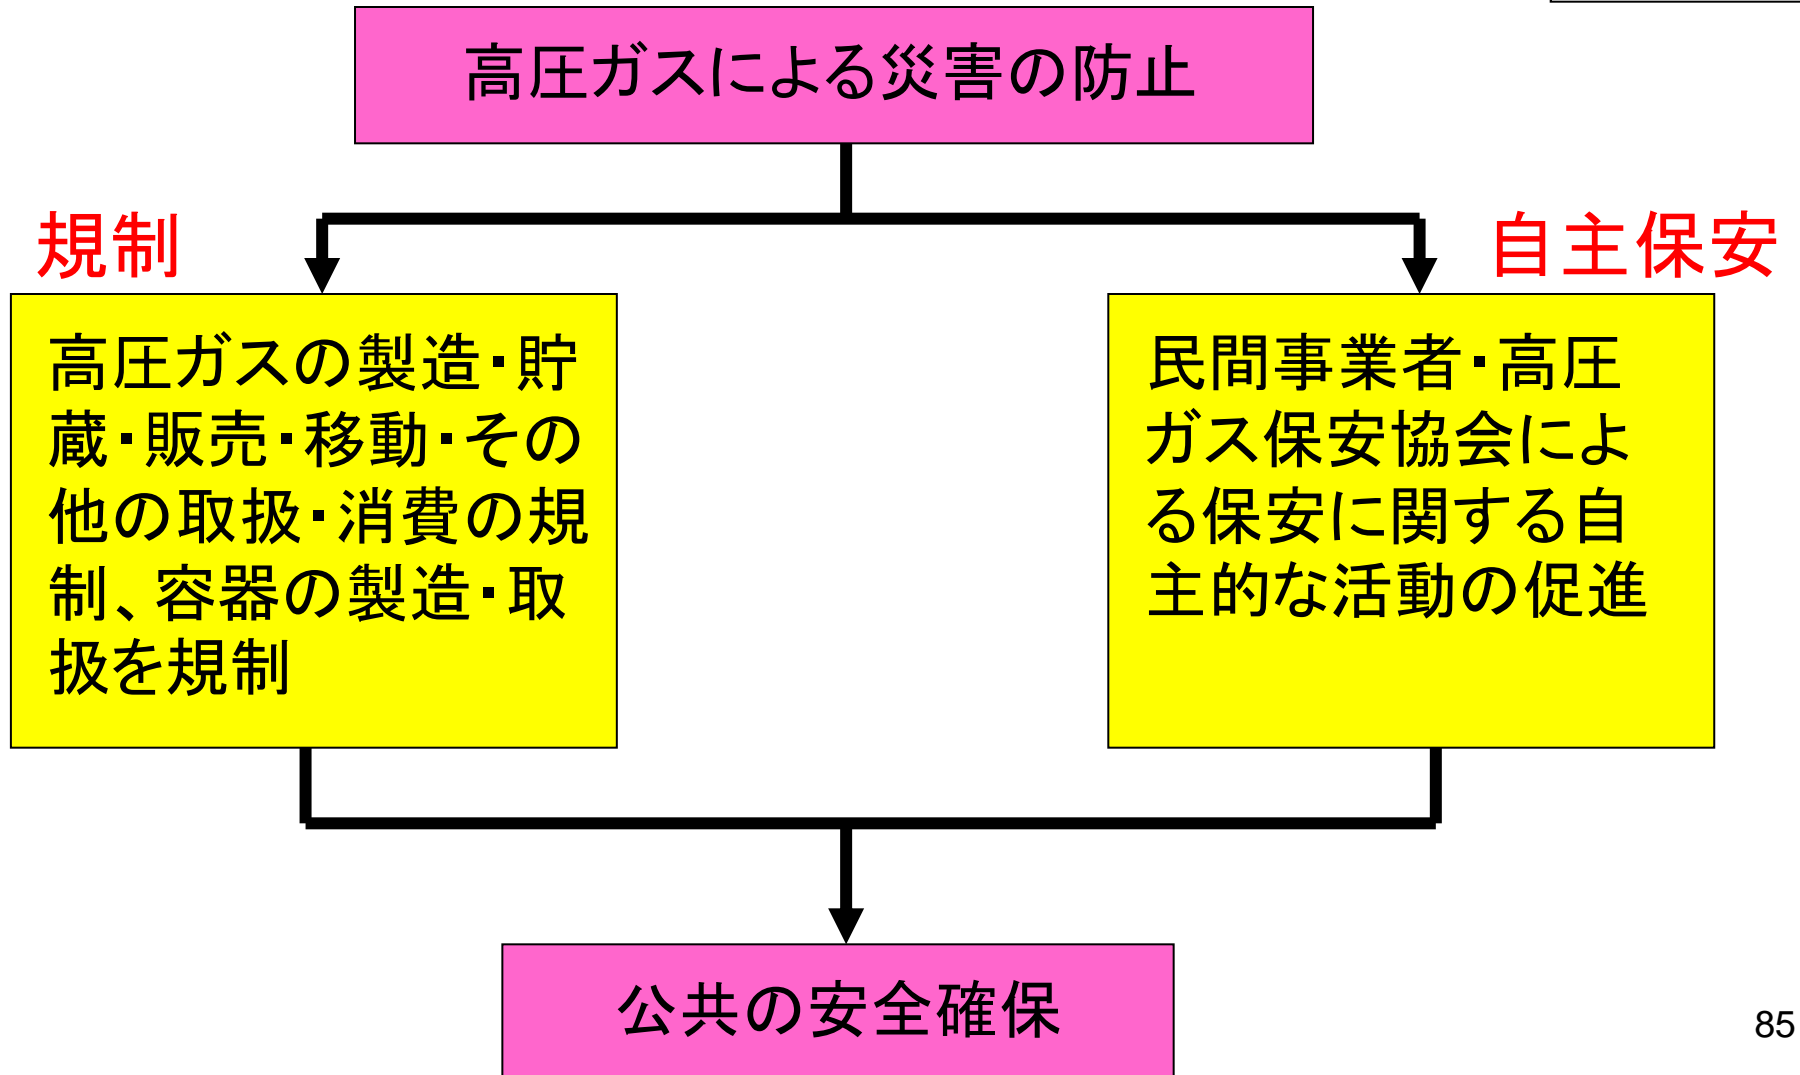 高圧ガスによる災害の防止
規制
自主保安
高圧ガスの製造・貯
蔵・販売・移動・その
他の取扱・消費の規
制、容器の製造・取
扱を規制
民間事業者・高圧
ガス保安協会によ
る保安に関する自
主的な活動の促進
公共の安全確保
85